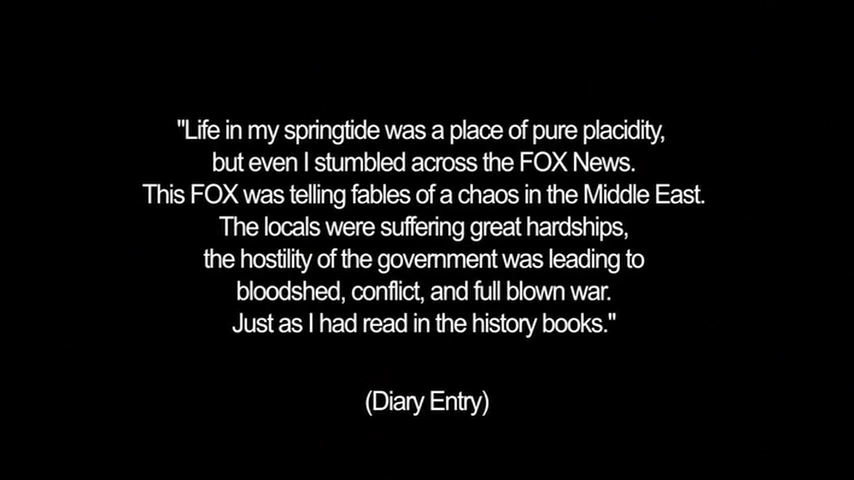 "Life in my springtide was a place of pure placidity,
but even I stumbled across the FOX News.
This FOX was telling fables of a chaos in the Middle East.
The locals were suffering great hardships,
the hostility of the government was leading to
bloodshed, conflict, and full blown war.
Just as I had read in the history books."
(Diary Entry)